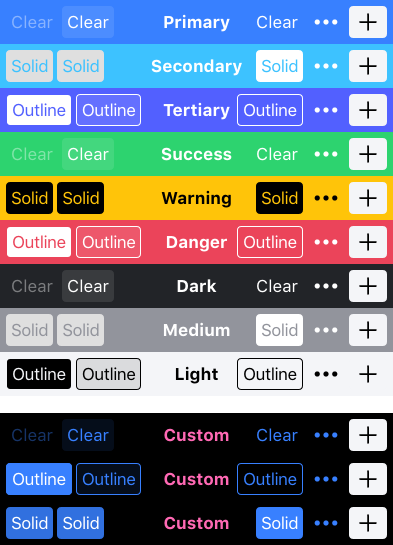 Clear Clear Primary Clear
Solid Solid Secondary Solid
Outline Outline Tertiary Outline
Clear Clear Success Clear
Solid Solid Warning Solid
Outline Outline Danger Outline
Clear Clear Dark Clear
Solid Solid Medium Solid
Outline Outline Light Outline
Clear Clear Custom Clear
Outline Outline Custom Outline
Solid Solid Custom Solid